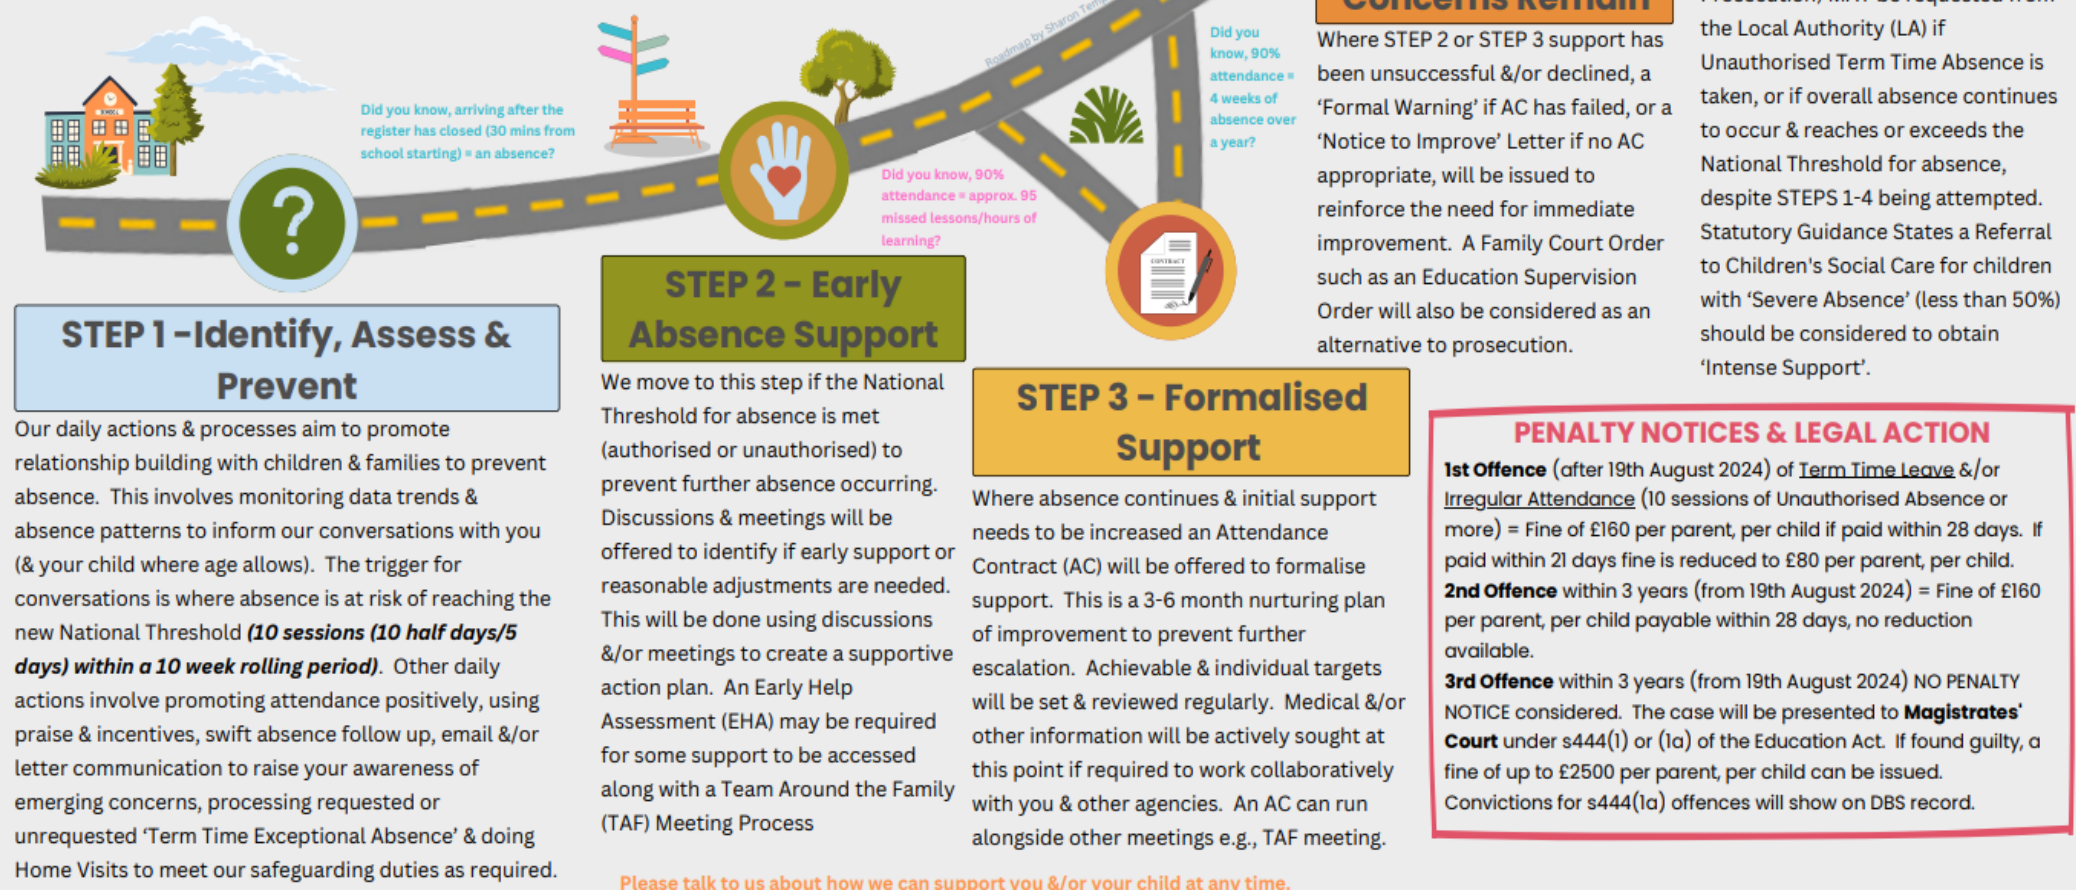 SCHOOL
Did you know, arriving after the
register has closed (30 mins from
school starting) = an absence?
?
STEP 1 -Identify, Assess &
Prevent
Our daily actions & processes aim to promote
relationship building with children & families to prevent
absence. This involves monitoring data trends &
absence patterns to inform our conversations with you
(& your child where age allows). The trigger for
conversations is where absence is at risk of reaching the
new National Threshold (10 sessions (10 half days/5
days) within a 10 week rolling period). Other daily
actions involve promoting attendance positively, using
praise & incentives, swift absence follow up, email &/or
letter communication to raise your awareness of
emerging concerns, processing requested or
unrequested ‘Term Time Exceptional Absence’ & doing
Home Visits to meet our safeguarding duties as required.
STEP 2 - Early
Absence Support
We move to this step if the National
Threshold for absence is met
(authorised or unauthorised) to
prevent further absence occurring.
Discussions & meetings will be
offered to identify if early support or
reasonable adjustments are needed.
This will be done using discussions
&/or meetings to create a supportive
action plan. An Early Help
Assessment (EHA) may be required
for some support to be accessed
along with a Team Around the Family
(TAF) Meeting Process
Did you know, 90%
attendance = approx. 95
missed lessons/hours of
learning?
Roadmap by Sharon
CONTRACT
STEP 3 - Formalised
Support
Where absence continues & initial support
needs to be increased an Attendance
Contract (AC) will be offered to formalise
support. This is a 3-6 month nurturing plan
of improvement to prevent further
escalation. Achievable & individual targets
will be set & reviewed regularly. Medical &/or
other information will be actively sought at
this point if required to work collaboratively
with you & other agencies. An AC can run
alongside other meetings e.g., TAF meeting.
Did you
know, 90%
attendance =
4 weeks of
absence over
a year?
Concerns Remain
Where STEP 2 or STEP 3 support has
been unsuccessful &/or declined, a
‘Formal Warning’ if AC has failed, or a
‘Notice to Improve’ Letter if no AC
appropriate, will be issued to
reinforce the need for immediate
improvement. A Family Court Order
such as an Education Supervision
Order will also be considered as an
alternative to prosecution.
the Local Authority (LA) if
Unauthorised Term Time Absence is
taken, or if overall absence continues
to occur & reaches or exceeds the
National Threshold for absence,
despite STEPS 1-4 being attempted.
Statutory Guidance States a Referral
to Children's Social Care for children
with ‘Severe Absence’ (less than 50%)
should be considered to obtain
‘Intense Support’.
PENALTY NOTICES & LEGAL ACTION
1st Offence (after 19th August 2024) of Term Time Leave &/or
Irregular Attendance (10 sessions of Unauthorised Absence or
more) = Fine of £160 per parent, per child if paid within 28 days. If
paid within 21 days fine is reduced to £80 per parent, per child.
2nd Offence within 3 years (from 19th August 2024) = Fine of £160
per parent, per child payable within 28 days, no reduction
available.
3rd Offence within 3 years (from 19th August 2024) NO PENALTY
NOTICE considered. The case will be presented to Magistrates'
Court under s444(1) or (1a) of the Education Act. If found guilty, a
fine of up to £2500 per parent, per child can be issued.
Convictions for s444(1a) offences will show on DBS record.
Please talk to us about how we can support you &/or your child at any time.